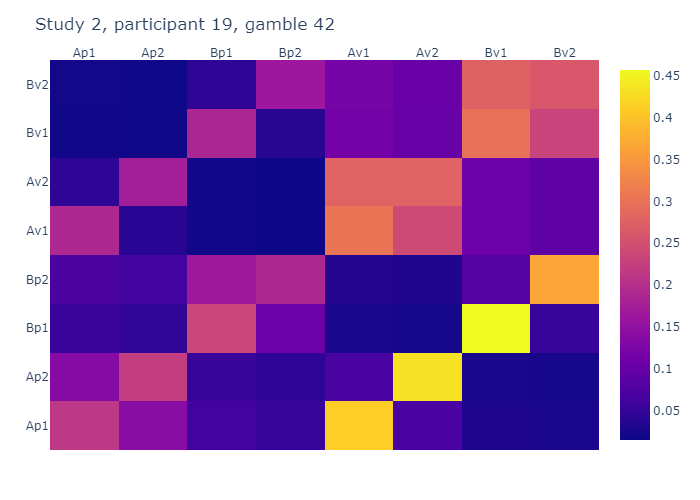 Study 2, participant 19, gamble 42
Ap1 Ap2 Bp1 Bp2 Av1 Av2 Bv1 Bv2
Bv2
Bv1
Av2
Av1
Bp2
Bp1
Ap2
Ap1
0.45
0.4
0.35
0.3
0.25
0.2
0.15
0.1
0.05